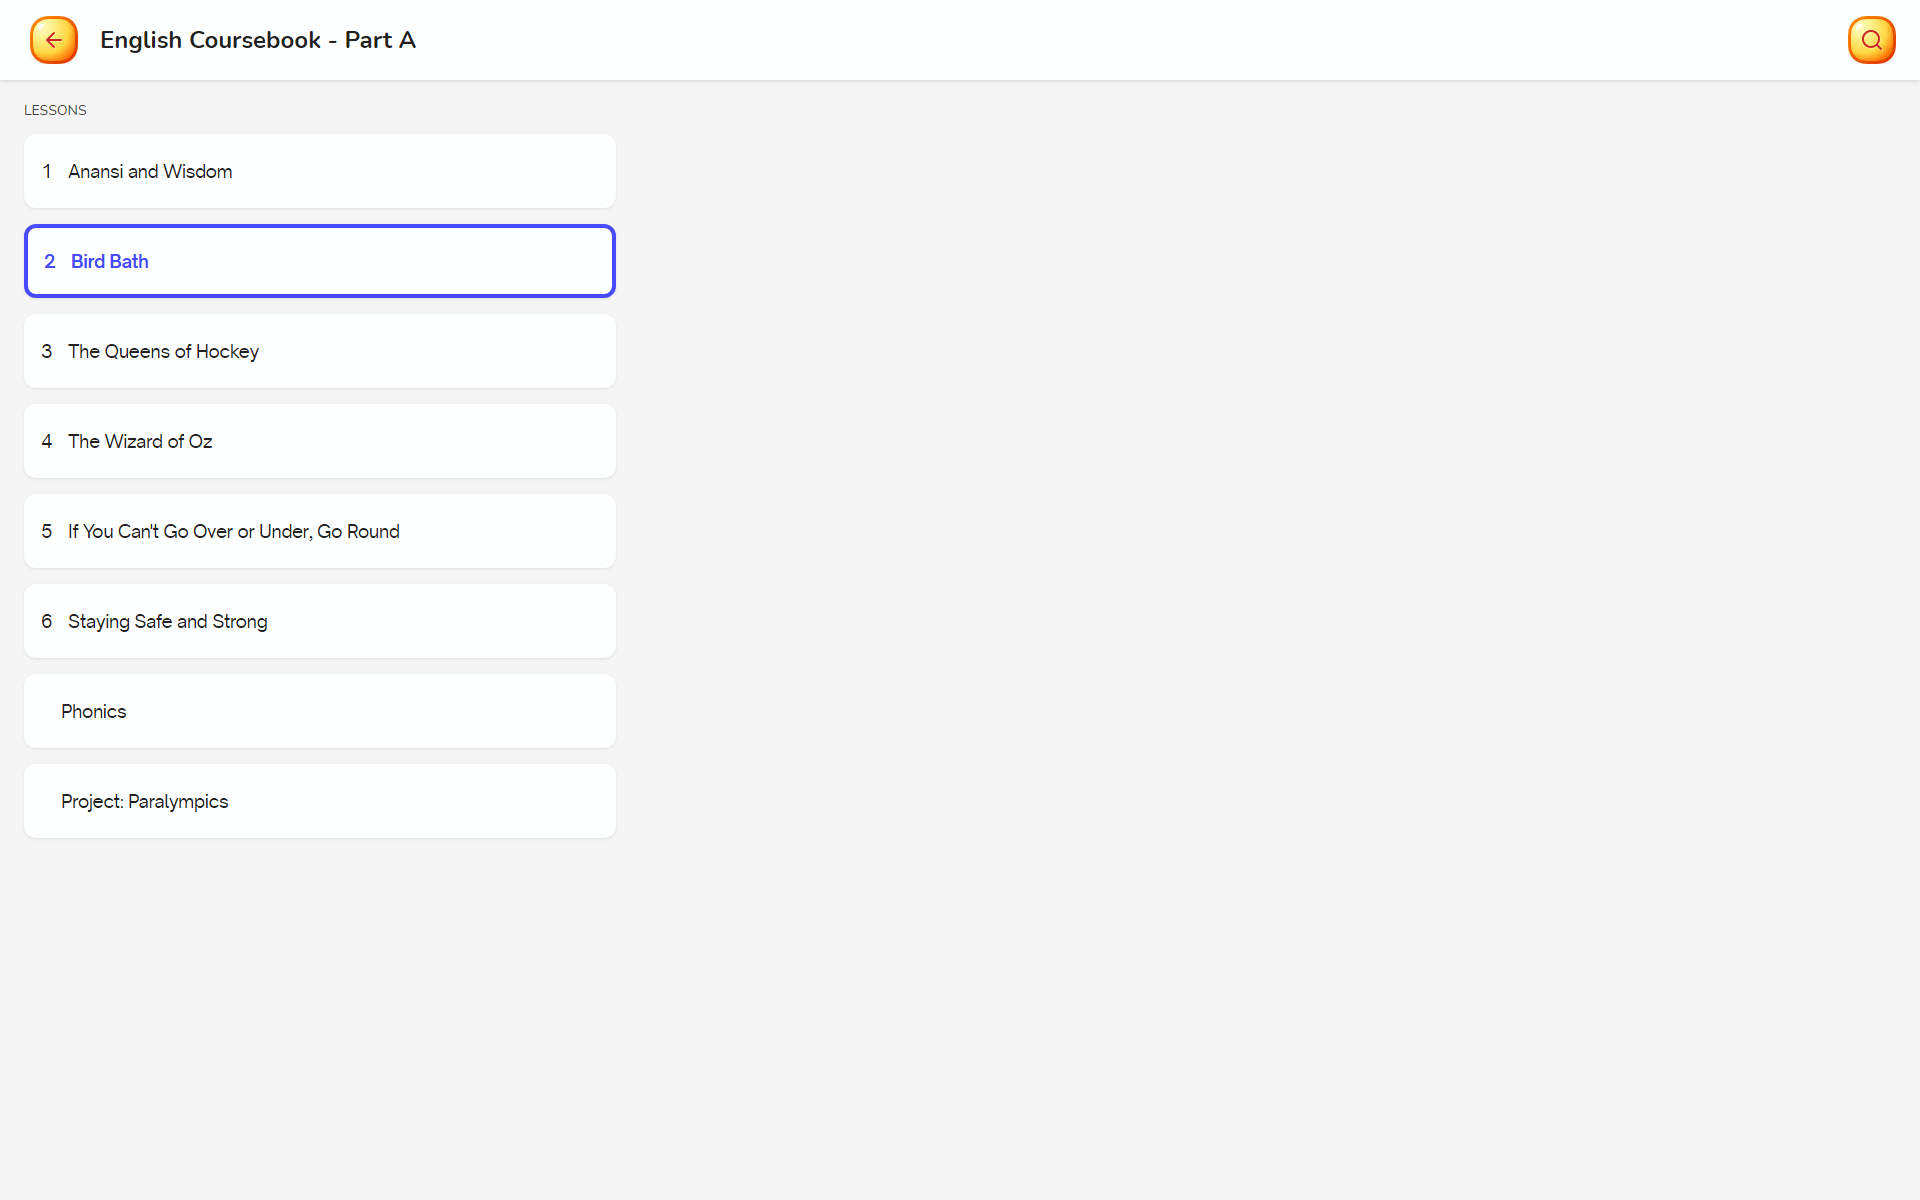 English Coursebook - Part A
LESSONS
1 Anansi and Wisdom
2 Bird Bath
3 The Queens of Hockey
4 The Wizard of Oz
5 If You Can't Go Over or Under, Go Round
6 Staying Safe and Strong
Phonics
Project: Paralympics